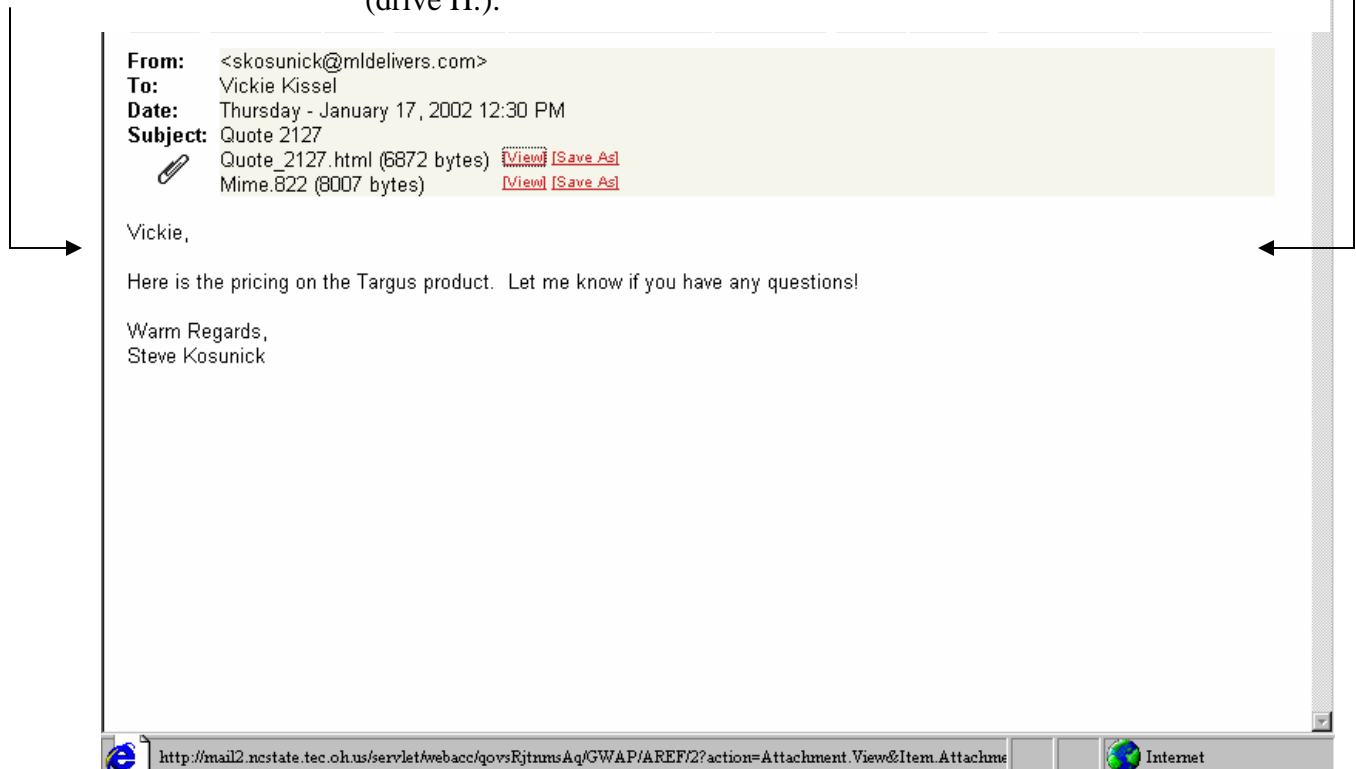 (drive H:).
From: <skosunick@mldelivers.com>
To: Vickie Kissel
Date: Thursday - January 17, 2002 12:30 PM
Subject: Quote 2127
Quote_2127.html (6872 bytes) [View] [Save As]
Mime.822 (8007 bytes) [View] [Save As]
Vickie,
Here is the pricing on the Targus product. Let me know if you have any questions!
Warm Regards,
Steve Kosunick
http://mail2.ncstate.tec.oh.us/servlet/webacc/qovsRjtnmsAq/GWAP/AREF/2?action=Attachment.View&Item.Attachme
Internet